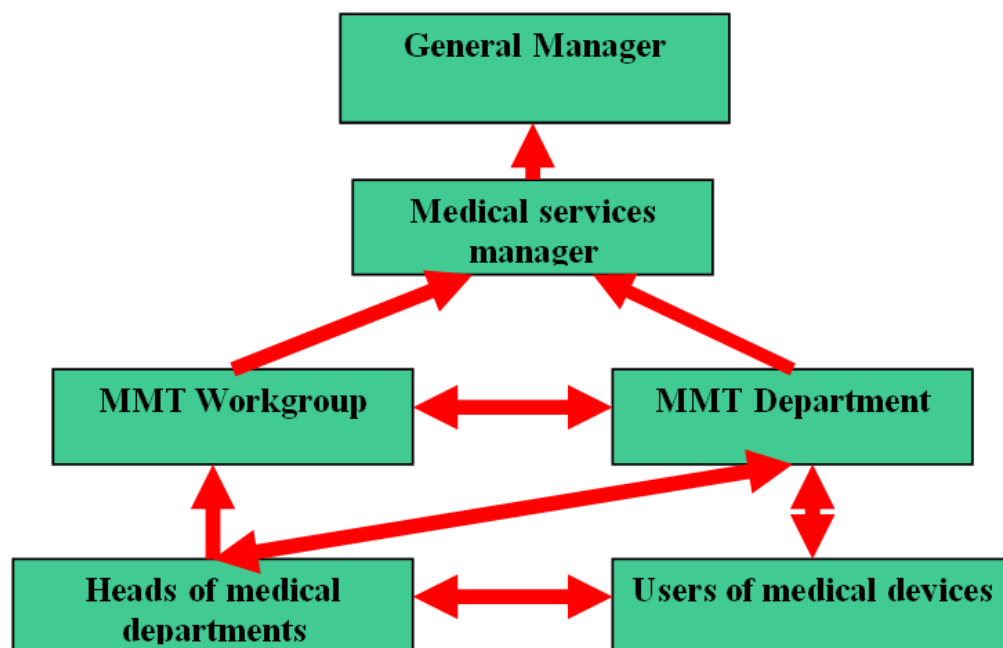 General Manager
Medical services
manager
MMT Workgroup
MMT Department
Heads of medical
departments
Users of medical devices